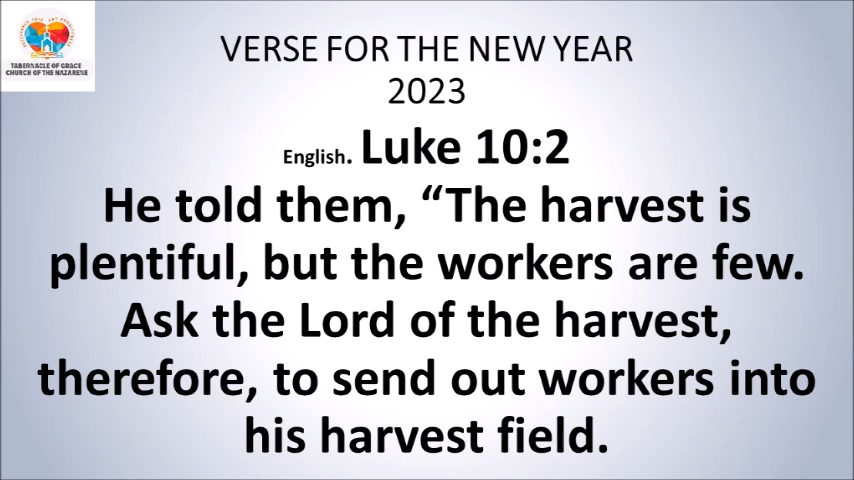 TABERNACLE OF GRACE
CHURCH OF THE NAZARENE
VERSE FOR THE NEW YEAR
2023
English. Luke 10:2
He told them, “The harvest is
plentiful, but the workers are few.
Ask the Lord of the harvest,
therefore, to send out workers into
his harvest field.